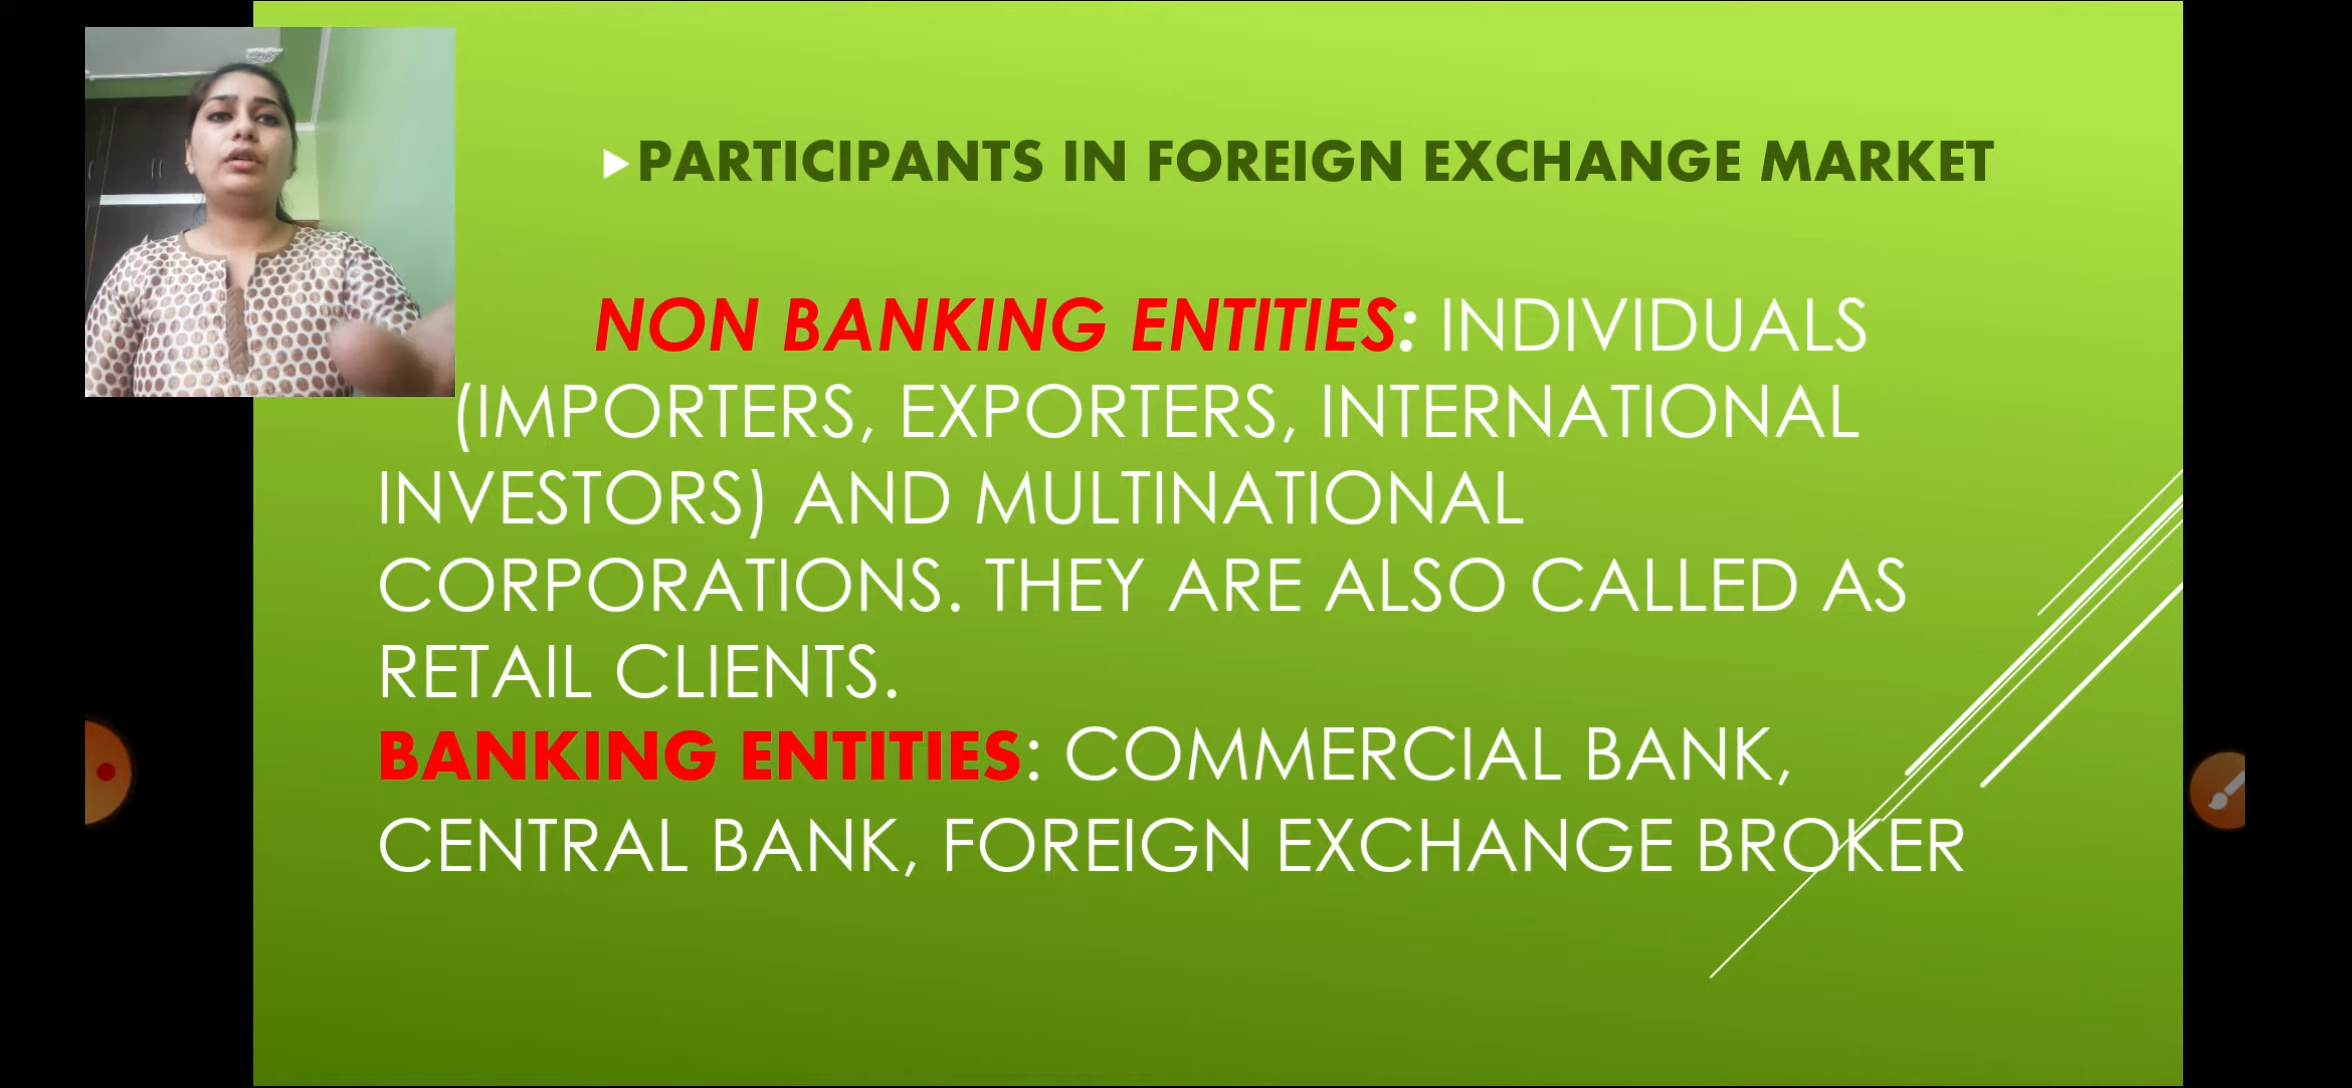 PARTICIPANTS IN FOREIGN EXCHANGE MARKET
NON BANKING ENTITIES: INDIVIDUALS
(IMPORTERS, EXPORTERS, INTERNATIONAL
INVESTORS) AND MULTINATIONAL
CORPORATIONS. THEY ARE ALSO CALLED AS
RETAIL CLIENTS.
BANKING ENTITIES: COMMERCIAL BANK,
CENTRAL BANK, FOREIGN EXCHANGE BROKER